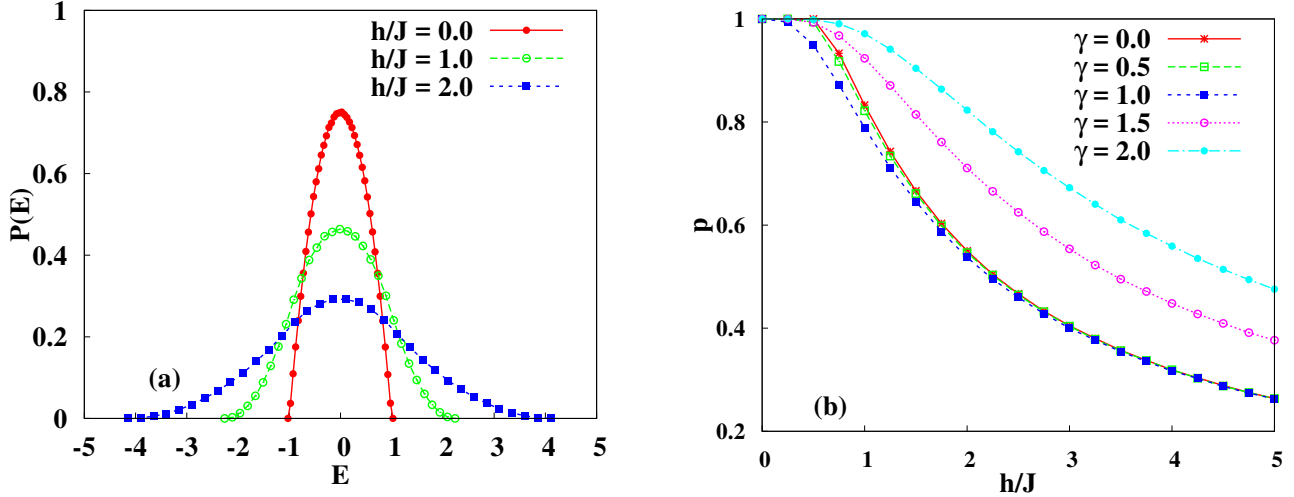 1
0.8
0.6
0.4
0.2
0
P(E)
h/J = 0.0
h/J = 1.0
h/J = 2.0
(a)
-5 -4 -3 -2 -1 0 1 2 3 4 5
E
1
0.8
0.6
0.4
0.2
p
γ = 0.0
γ = 0.5
γ = 1.0
γ = 1.5
γ = 2.0
(b)
0 1 2 3 4 5
h/J